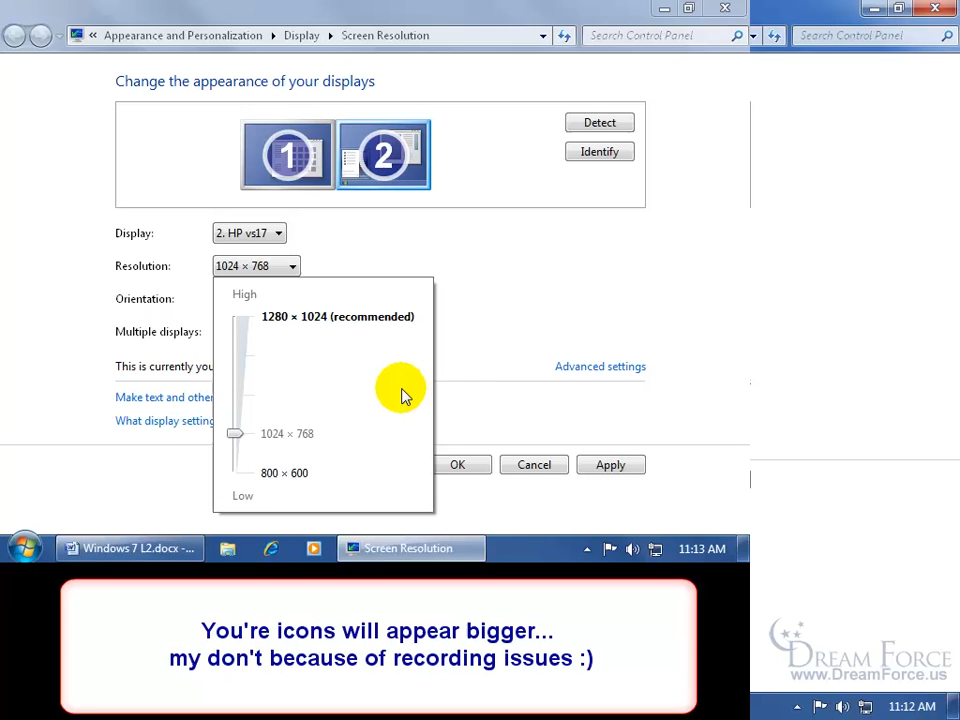 « Appearance and Personalization Display Screen Resolution
Search Control Panel
Search Control Panel
Change the appearance of your displays
1 2
Detect
Identify
Display: 2. HP vs17
Resolution: 1024 × 768
Orientation:
Multiple displays:
High
1280 × 1024 (recommended)
1024 × 768
800 × 600
Low
This is currently you
Advanced settings
Make text and other
What display setting
OK Cancel Apply
Windows 7 L2.docx -...
Screen Resolution
11:13 AM
You're icons will appear bigger...
my don't because of recording issues :)
DREAM FORCE
www.DreamForce.us
11:12 AM